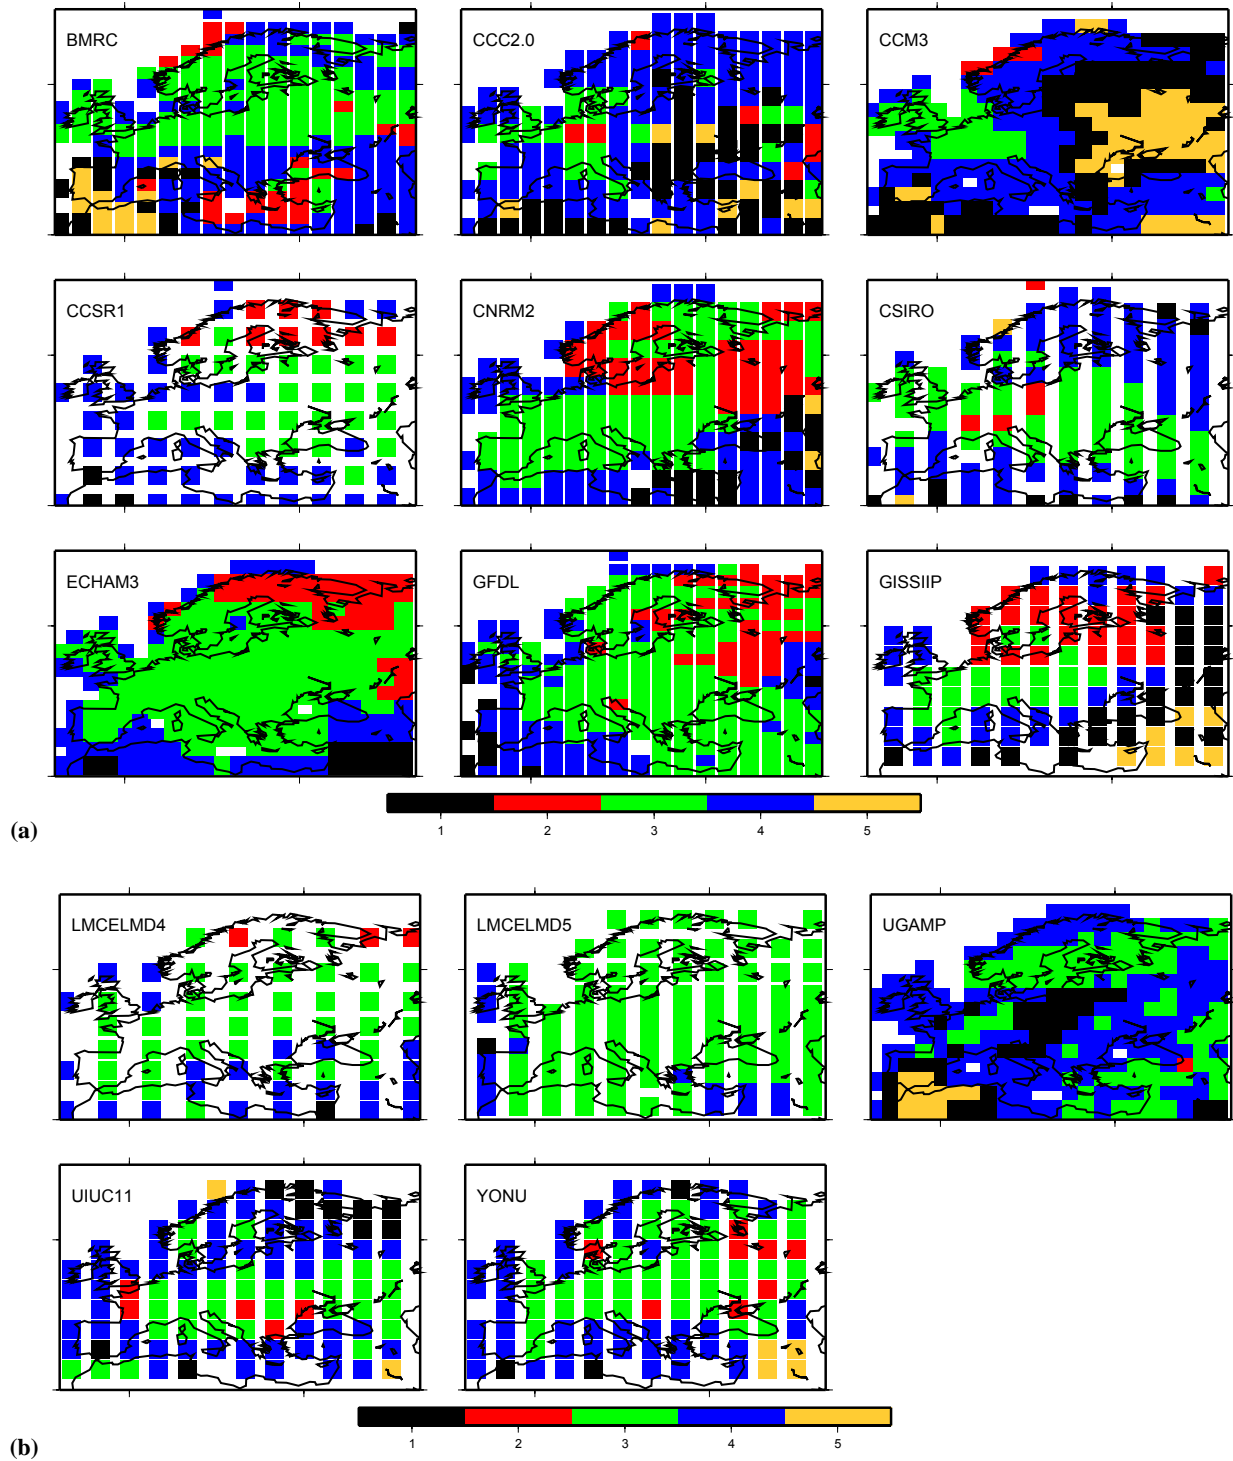 BMRC CCC2.0 CCM3
CCSR1 CNRM2 CSIRO
ECHAM3 GFDL GISSIIP
1 2 3 4 5
(a)
LMCELMD4 LMCELMD5 UGAMP
UIUC11 YONU
1 2 3 4 5
(b)